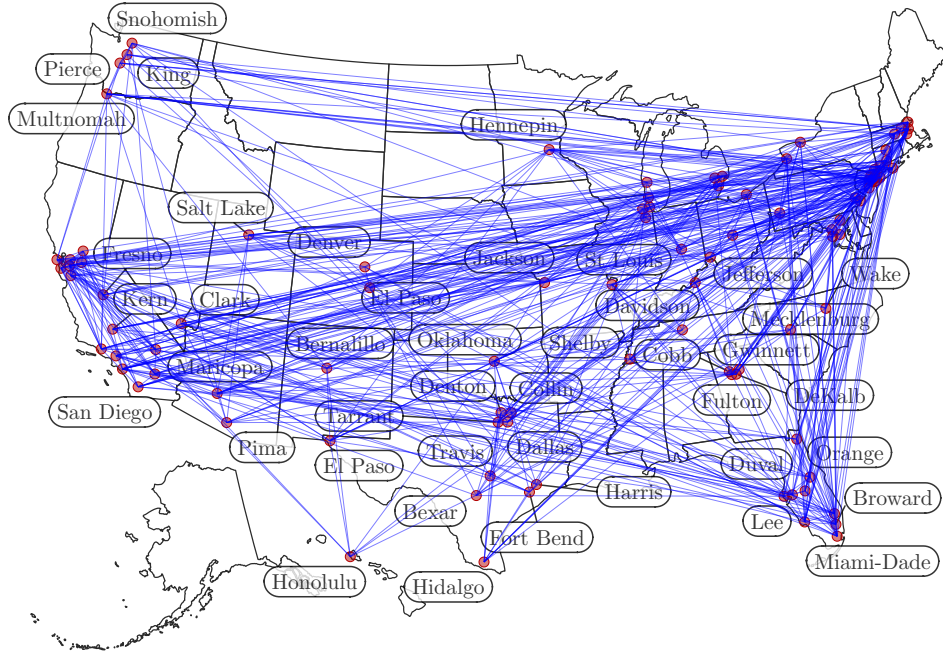 Snohomish
Pierce
King
Multnomah
Hennepin
Salt Lake
Denver
Fresno
Jackson
St. Louis
Jefferson
Wake
Kern
Clark
El Paso
Davidson
Mecklenburg
Bernalillo
Oklahoma
Shelby
Cobb
Gwinnett
Maricopa
Denton
Collin
Fulton
DeKalb
San Diego
Tarrant
Pima
El Paso
Travis
Dallas
Duval
Orange
Bexar
Harris
Lee
Broward
Fort Bend
Honolulu
Hidalgo
Miami-Dade